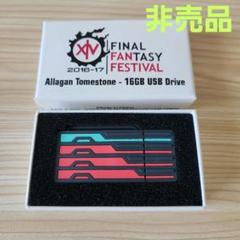 非売品
XIV
FINAL
FANTASY
FESTIVAL
2016-17
Allagan Tomestone - 16GB USB Drive